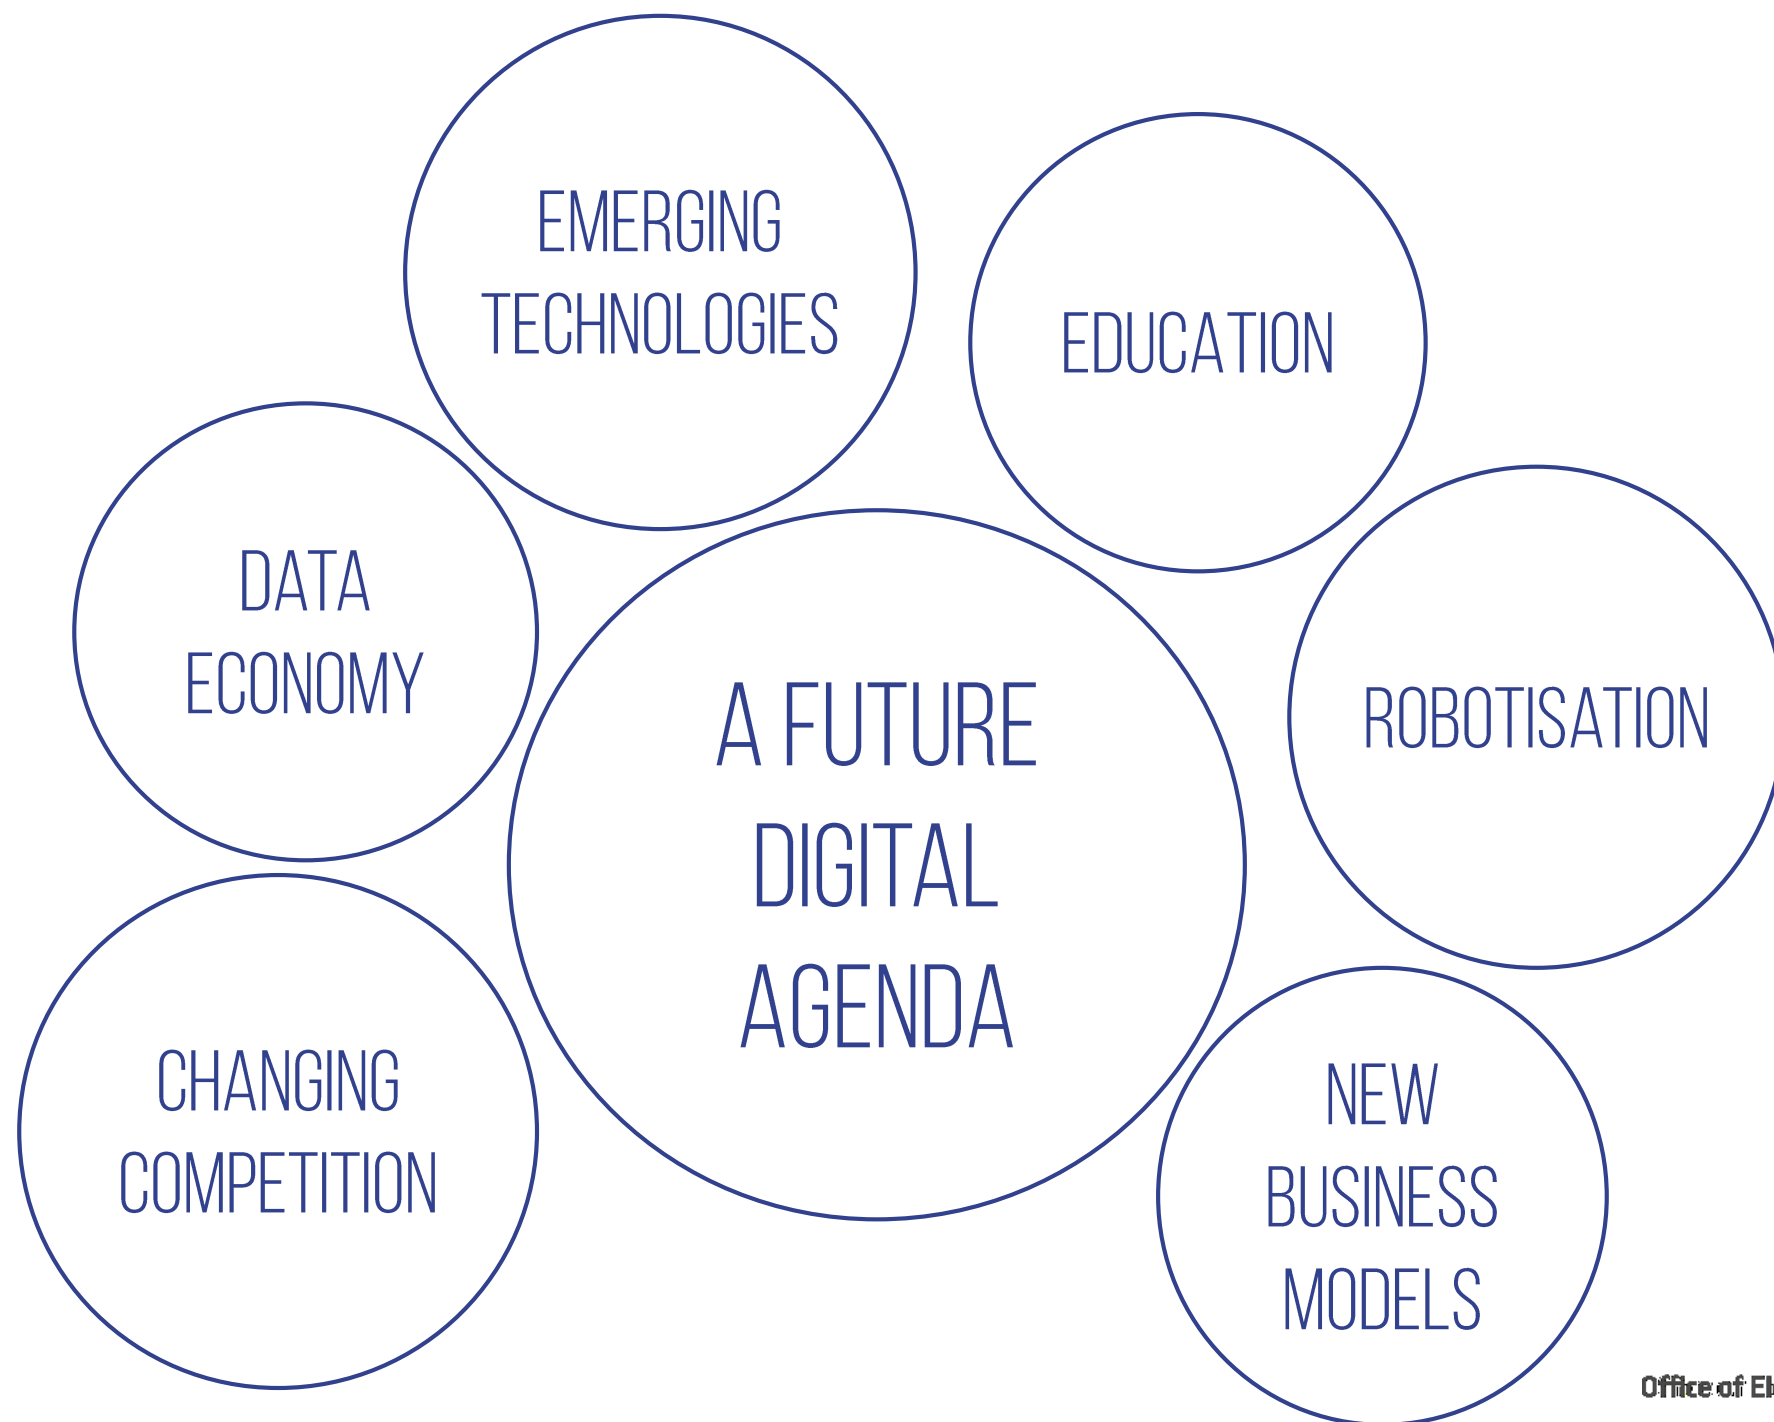 EMERGING
TECHNOLOGIES
EDUCATION
DATA
ECONOMY
ROBOTISATION
A FUTURE
DIGITAL
AGENDA
CHANGING
COMPETITION
NEW
BUSINESS
MODELS
Office of